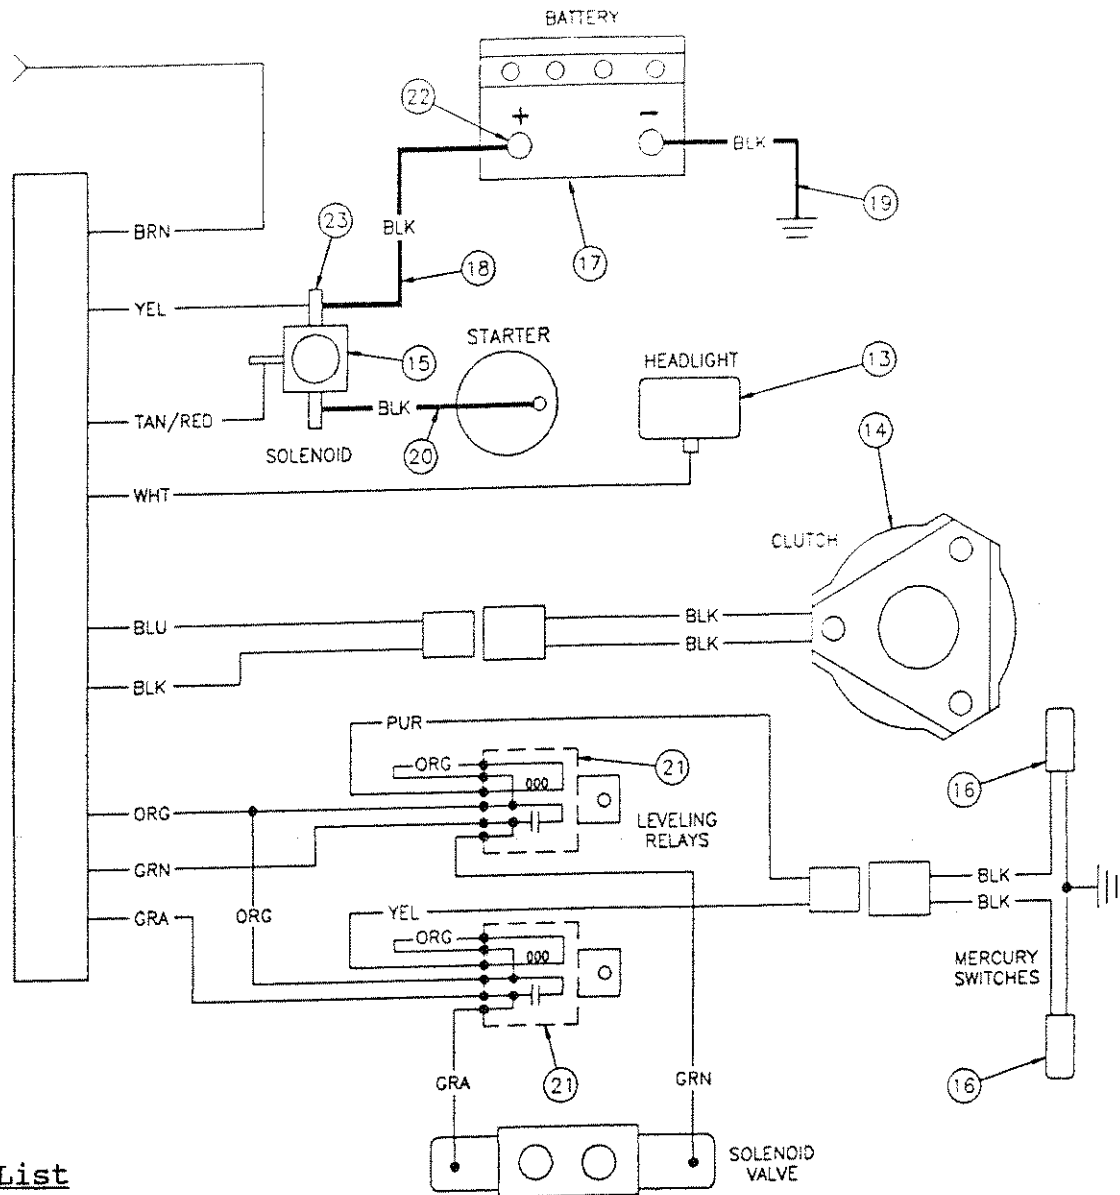 BATTERY
22
+
−
BLK
19
BRN
23
BLK
17
18
YEL
STARTER
15
HEADLIGHT
13
TAN/RED
BLK
14
SOLENOID
20
WHT
CLUTCH
BLU
BLK
BLK
BLK
PUR
ORG
21
16
ORG
LEVELING
RELAYS
GRN
BLK
GRA
ORG
YEL
BLK
ORG
MERCURY
SWITCHES
GRA
21
GRN
16
SOLENOID
VALVE
List